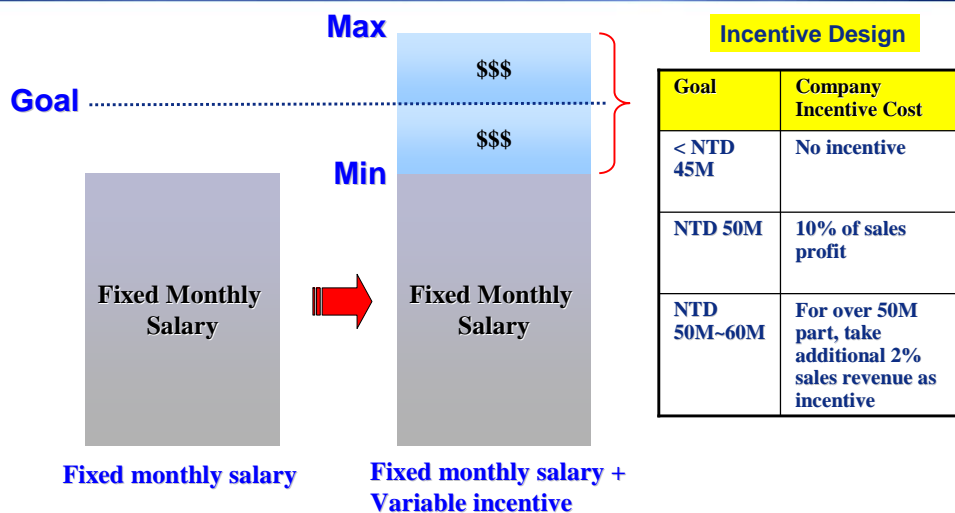 Max
Incentive Design
$$$
Goal
$$$
Min
Fixed Monthly
Salary
Fixed Monthly
Salary
Fixed monthly salary
Fixed monthly salary +
Variable incentive
Goal
Company
Incentive Cost
< NTD
45M
No incentive
NTD 50M
10% of sales
profit
NTD
50M~60M
For over 50M
part, take
additional 2%
sales revenue as
incentive